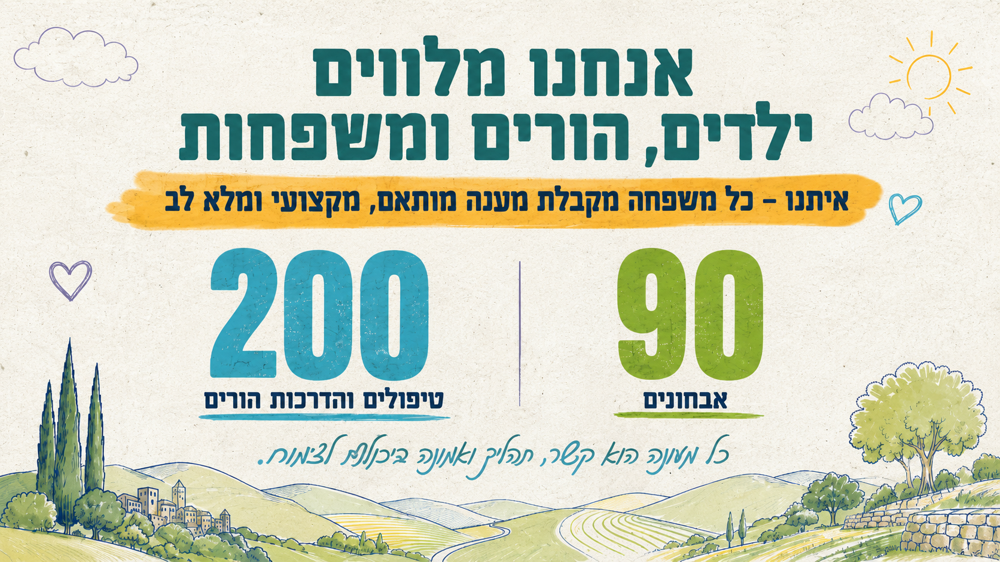 אנחנו מלווים
ילדים, הורים ומשפחות
איתנו – כל משפחה מקבלת מענה מותאם, מקצועי ומלא לב
90
אבחונים
200
טיפולים והדרכות הורים
כל מענה הוא קשר, תהליך ואמונה ביכולת לצמוח.